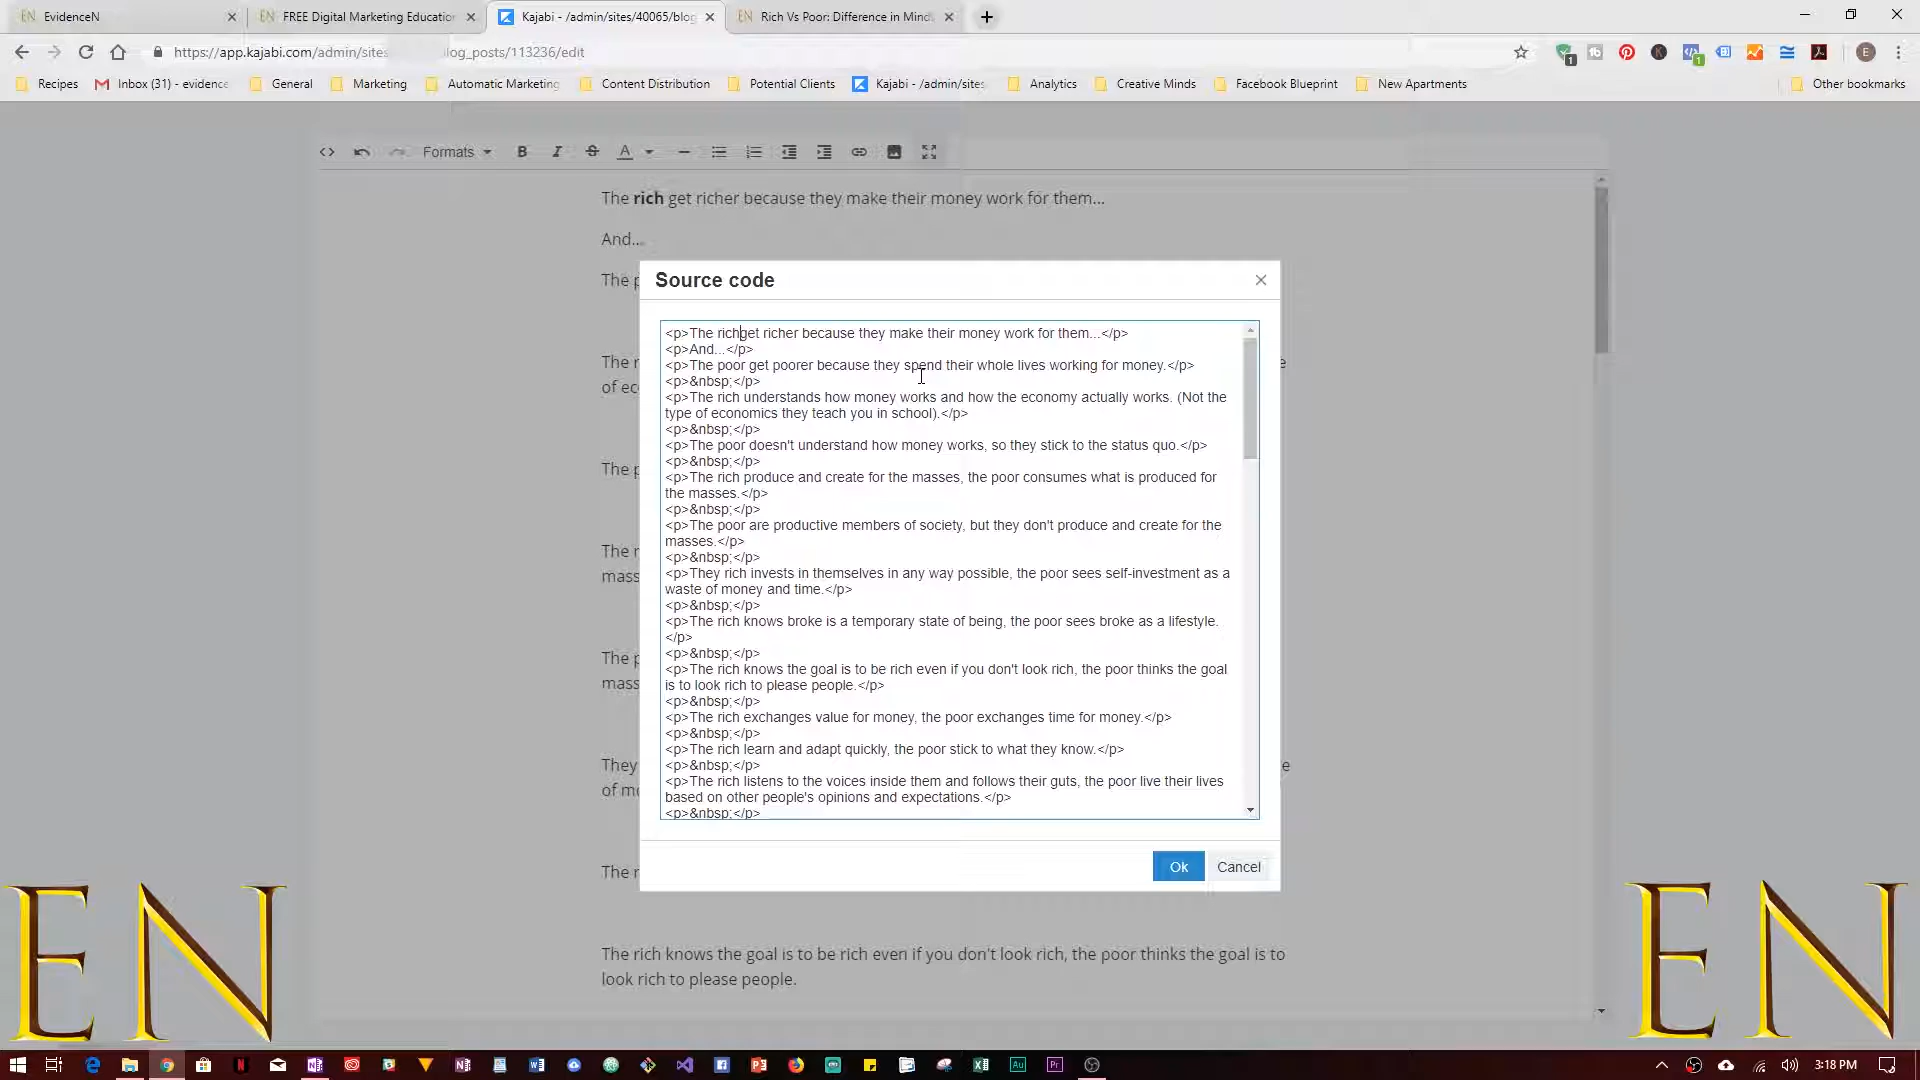 EvidenceN
FREE Digital Marketing Educatio
Kajabi - /admin/sites/40065/blog
Rich Vs Poor: Difference in Mind
https://app.kajabi.com/admin/sites
log_posts/113236/edit
Recipes
Inbox (31) - evidence
General
Marketing
Automatic Marketing
Content Distribution
Potential Clients
Kajabi - /admin/sites
Analytics
Creative Minds
Facebook Blueprint
New Apartments
Other bookmarks
Formats
The rich get richer because they make their money work for them...
And...
The p
Source code
<p>The richget richer because they make their money work for them...</p>
<p>And...</p>
<p>The poor get poorer because they spend their whole lives working for money.</p>
<p>&nbsp;</p>
<p>The rich understands how money works and how the economy actually works. (Not the
type of economics they teach you in school).</p>
<p>&nbsp;</p>
<p>The poor doesn't understand how money works, so they stick to the status quo.</p>
<p>&nbsp;</p>
<p>The rich produce and create for the masses, the poor consumes what is produced for
the masses.</p>
<p>&nbsp;</p>
<p>The poor are productive members of society, but they don't produce and create for the
masses.</p>
<p>&nbsp;</p>
<p>They rich invests in themselves in any way possible, the poor sees self-investment as a
waste of money and time.</p>
<p>&nbsp;</p>
<p>The rich knows broke is a temporary state of being, the poor sees broke as a lifestyle.
</p>
<p>&nbsp;</p>
<p>The rich knows the goal is to be rich even if you don't look rich, the poor thinks the goal
is to look rich to please people.</p>
<p>&nbsp;</p>
<p>The rich exchanges value for money, the poor exchanges time for money.</p>
<p>&nbsp;</p>
<p>The rich learn and adapt quickly, the poor stick to what they know.</p>
<p>&nbsp;</p>
<p>The rich listens to the voices inside them and follows their guts, the poor live their lives
based on other people's opinions and expectations.</p>
<p>&nbsp;</p>
Ok
Cancel
The r
of ec
The p
The r
mass
The p
mass
They
of mo
The r
The rich knows the goal is to be rich even if you don't look rich, the poor thinks the goal is to
look rich to please people.
EN
EN
3:18 PM